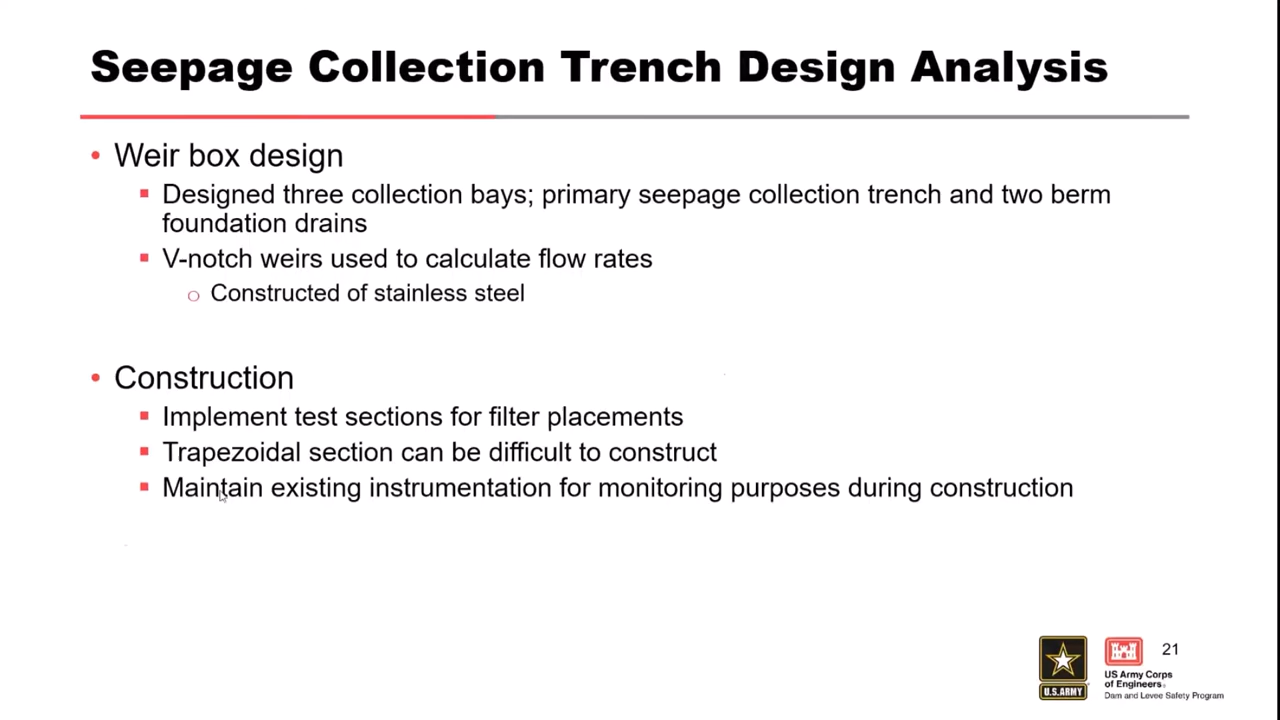 Seepage Collection Trench Design Analysis
• Weir box design
▪ Designed three collection bays; primary seepage collection trench and two berm
foundation drains
▪ V-notch weirs used to calculate flow rates
○ Constructed of stainless steel
• Construction
▪ Implement test sections for filter placements
▪ Trapezoidal section can be difficult to construct
▪ Maintain existing instrumentation for monitoring purposes during construction
21
U.S.ARMY
US Army Corps
of Engineers®
Dam and Levee Safety Program